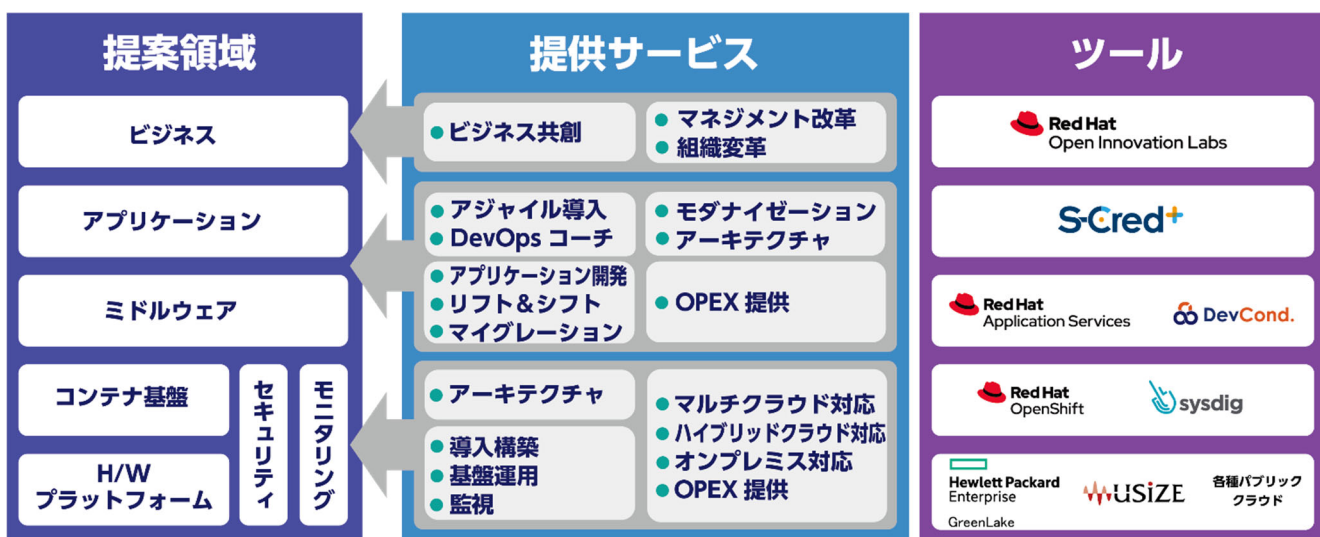 提案領域
ビジネス
アプリケーション
ミドルウェア
コンテナ基盤
H/W
プラットフォーム
セキュリティ
モニタリング
提供サービス
● ビジネス共創
● マネジメント改革
● 組織変革
● アジャイル導入
● DevOps コーチ
● モダナイゼーション
● アーキテクチャ
● アプリケーション開発
● リフト＆シフト
● マイグレーション
● OPEX 提供
● アーキテクチャ
● 導入構築
● 基盤運用
● 監視
● マルチクラウド対応
● ハイブリッドクラウド対応
● オンプレミス対応
● OPEX 提供
ツール
Red Hat
Open Innovation Labs
S-Cred+
Red Hat
Application Services
DevCond.
Red Hat
OpenShift
sysdig
Hewlett Packard
Enterprise
GreenLake
USiZE
各種パブリック
クラウド